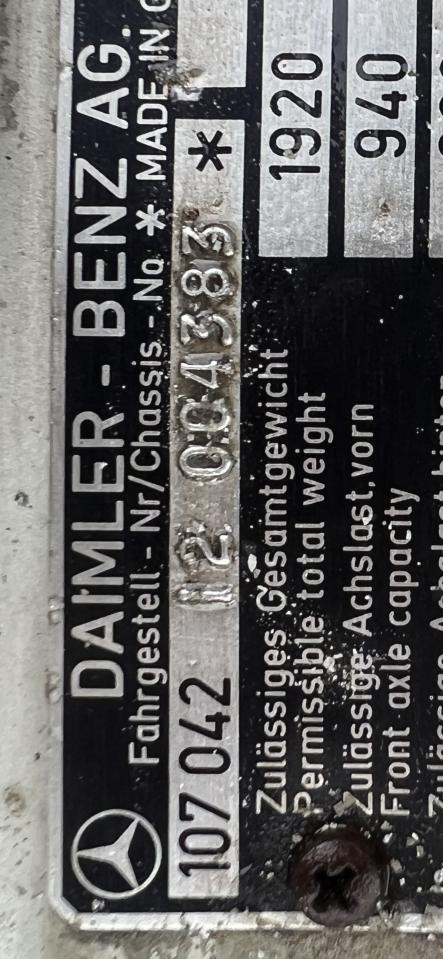 DAIMLER - BENZ AG.
Fahrgestell - Nr/Chassis - No * MADE IN
107 042 12 004383 *
Zulässiges Gesamtgewicht
Permissible total weight
1920
Zulässige Achslast, vorn
Front axle capacity
940